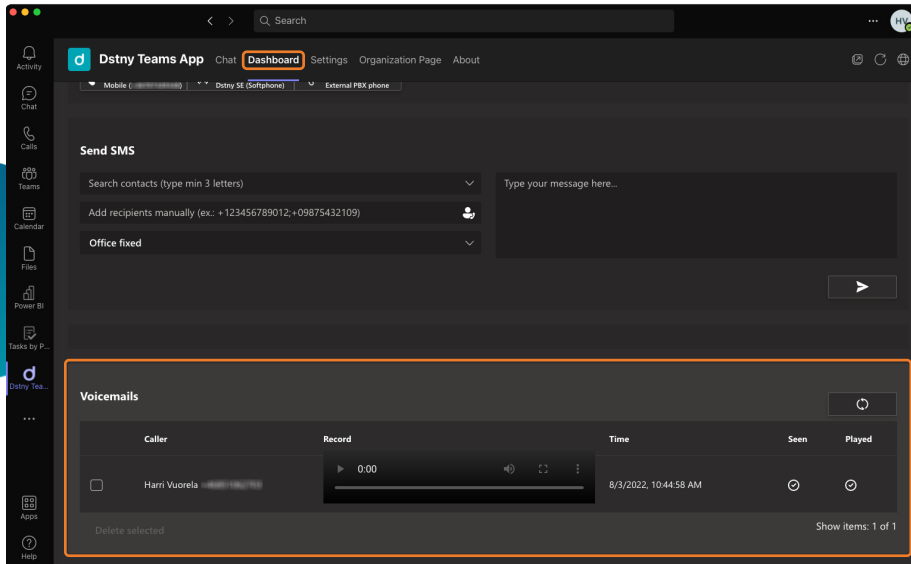 Search
HV
Activity
Chat
Calls
Teams
Calendar
Files
Power BI
Tasks by P...
Dstny Tea...
Apps
Help
d Dstny Teams App Chat Dashboard Settings Organization Page About
Mobile ( Dstny SE (Softphone) External PBX phone
Send SMS
Search contacts (type min 3 letters) Type your message here...
Add recipients manually (ex.: +123456789012;+09875432109)
Office fixed
Voicemails
Caller Record Time Seen Played
Harri Vuorela 0:00 8/3/2022, 10:44:58 AM
Delete selected Show items: 1 of 1